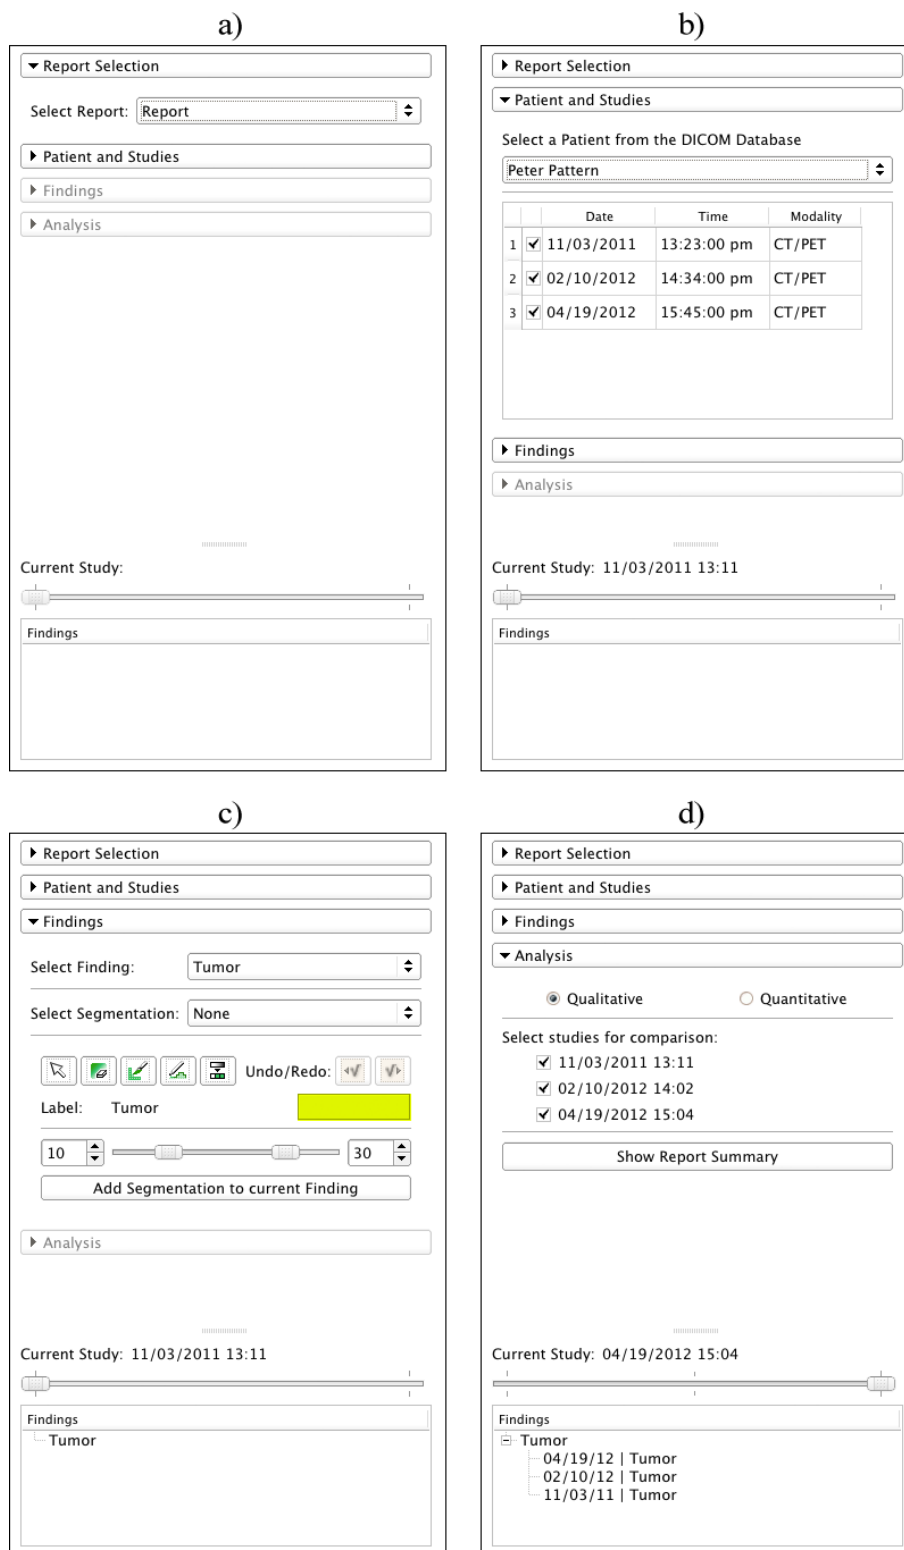 a)
Report Selection
Select Report: Report
Patient and Studies
Findings
Analysis
Current Study:
Findings
b)
Report Selection
Patient and Studies
Select a Patient from the DICOM Database
Peter Pattern
Date Time Modality
1 11/03/2011 13:23:00 pm CT/PET
2 02/10/2012 14:34:00 pm CT/PET
3 04/19/2012 15:45:00 pm CT/PET
Findings
Analysis
Current Study: 11/03/2011 13:11
Findings
c)
Report Selection
Patient and Studies
Findings
Select Finding: Tumor
Select Segmentation: None
Undo/Redo:
Label: Tumor
10 30
Add Segmentation to current Finding
Analysis
Current Study: 11/03/2011 13:11
Findings
Tumor
d)
Report Selection
Patient and Studies
Findings
Analysis
Qualitative Quantitative
Select studies for comparison:
11/03/2011 13:11
02/10/2012 14:02
04/19/2012 15:04
Show Report Summary
Current Study: 04/19/2012 15:04
Findings
Tumor
04/19/12 | Tumor
02/10/12 | Tumor
11/03/11 | Tumor